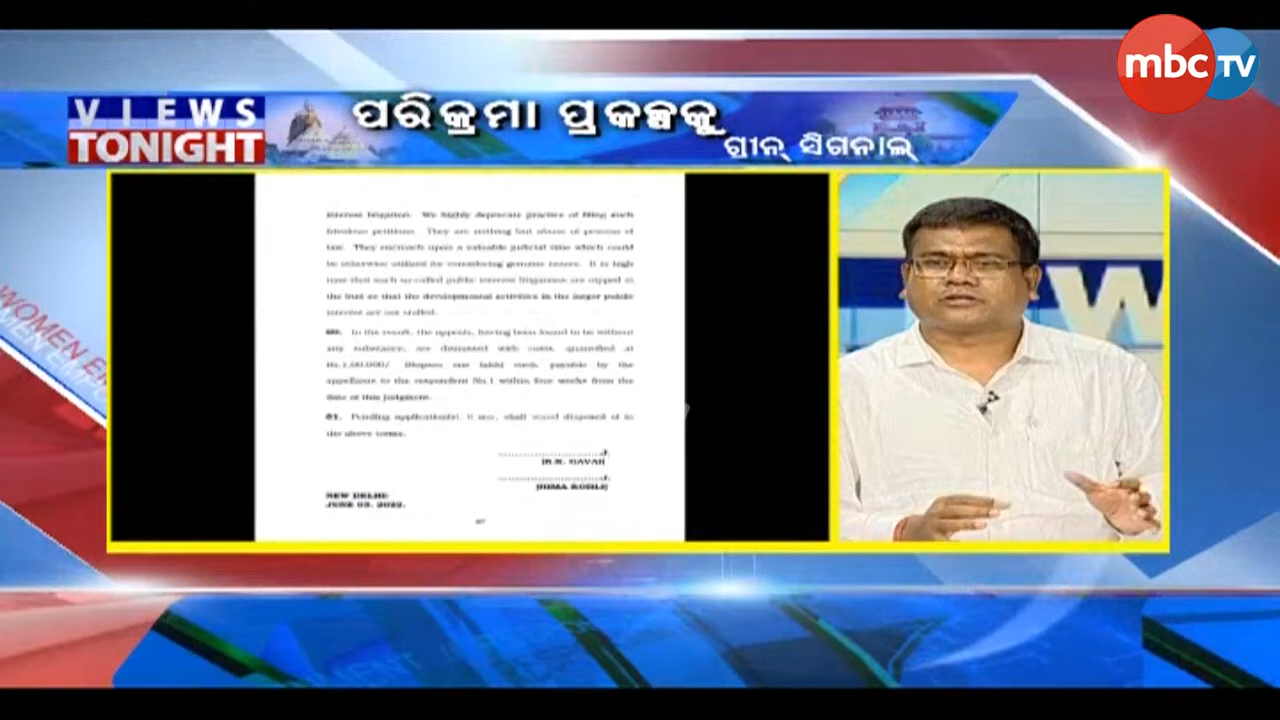 mbc TV
VIEWS
TONIGHT
ପରିକ୍ରମା ପ୍ରକଳ୍ପକୁ
ଗ୍ରୀନ୍ ସିଗନାଲ୍
interest litigation. We highly deprecate practice of filing such
frivolous petitions. They are nothing but abuse of process of
law. They encroach upon a valuable judicial time which could
be otherwise utilized for considering genuine issues. It is high
time that such so-called public interest litigations are nipped in
the bud so that the developmental activities in the larger public
interest are not stalled.
60. In the result, the appeals, having been found to be without
any substance, are dismissed with costs, quantified at
Rs.1,00,000/- (Rupees one lakh) each, payable by the
appellants to the respondent No.1 within four weeks from the
date of this judgment.
61. Pending application(s), if any, shall stand disposed of in
the above terms.
..............................J.
[B.R. GAVAI]
..............................J.
[HIMA KOHLI]
NEW DELHI;
JUNE 03, 2022.
WOMEN
W